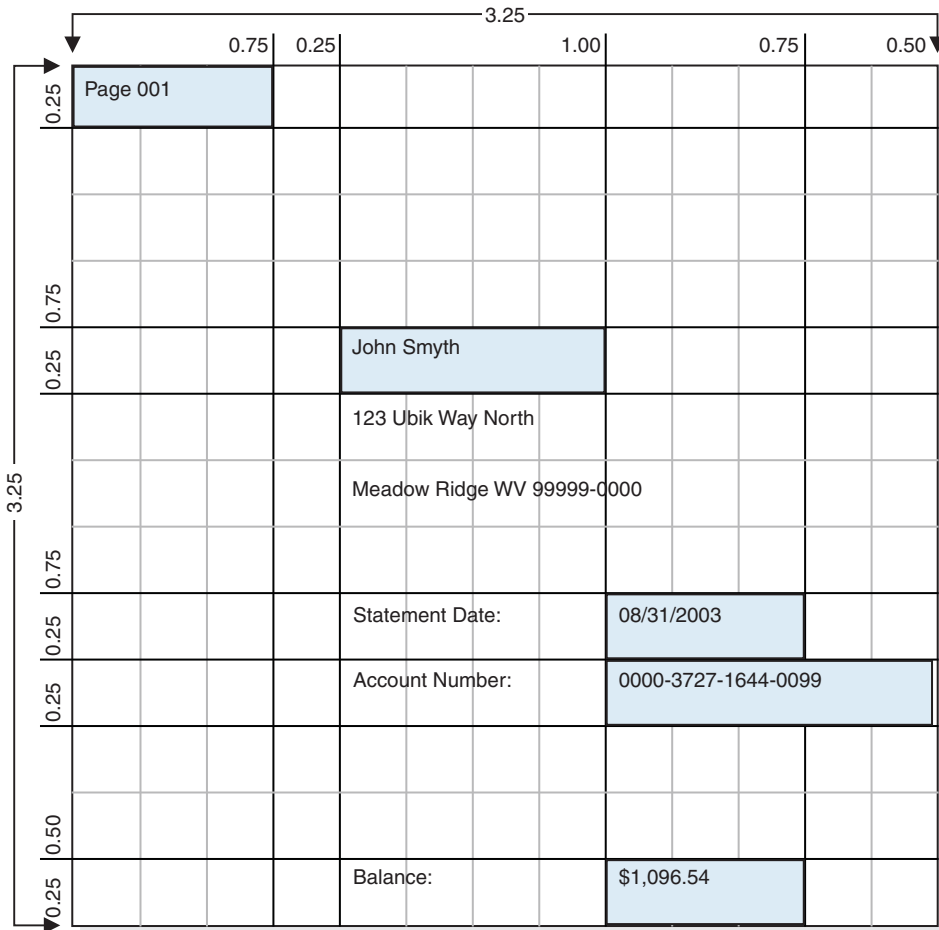 3.25
0.75 0.25 1.00 0.75 0.50
0.25 Page 001
0.75
0.25 John Smyth
123 Ubik Way North
3.25
Meadow Ridge WV 99999-0000
0.75
0.25 Statement Date: 08/31/2003
0.25 Account Number: 0000-3727-1644-0099
0.50
0.25 Balance: $1,096.54